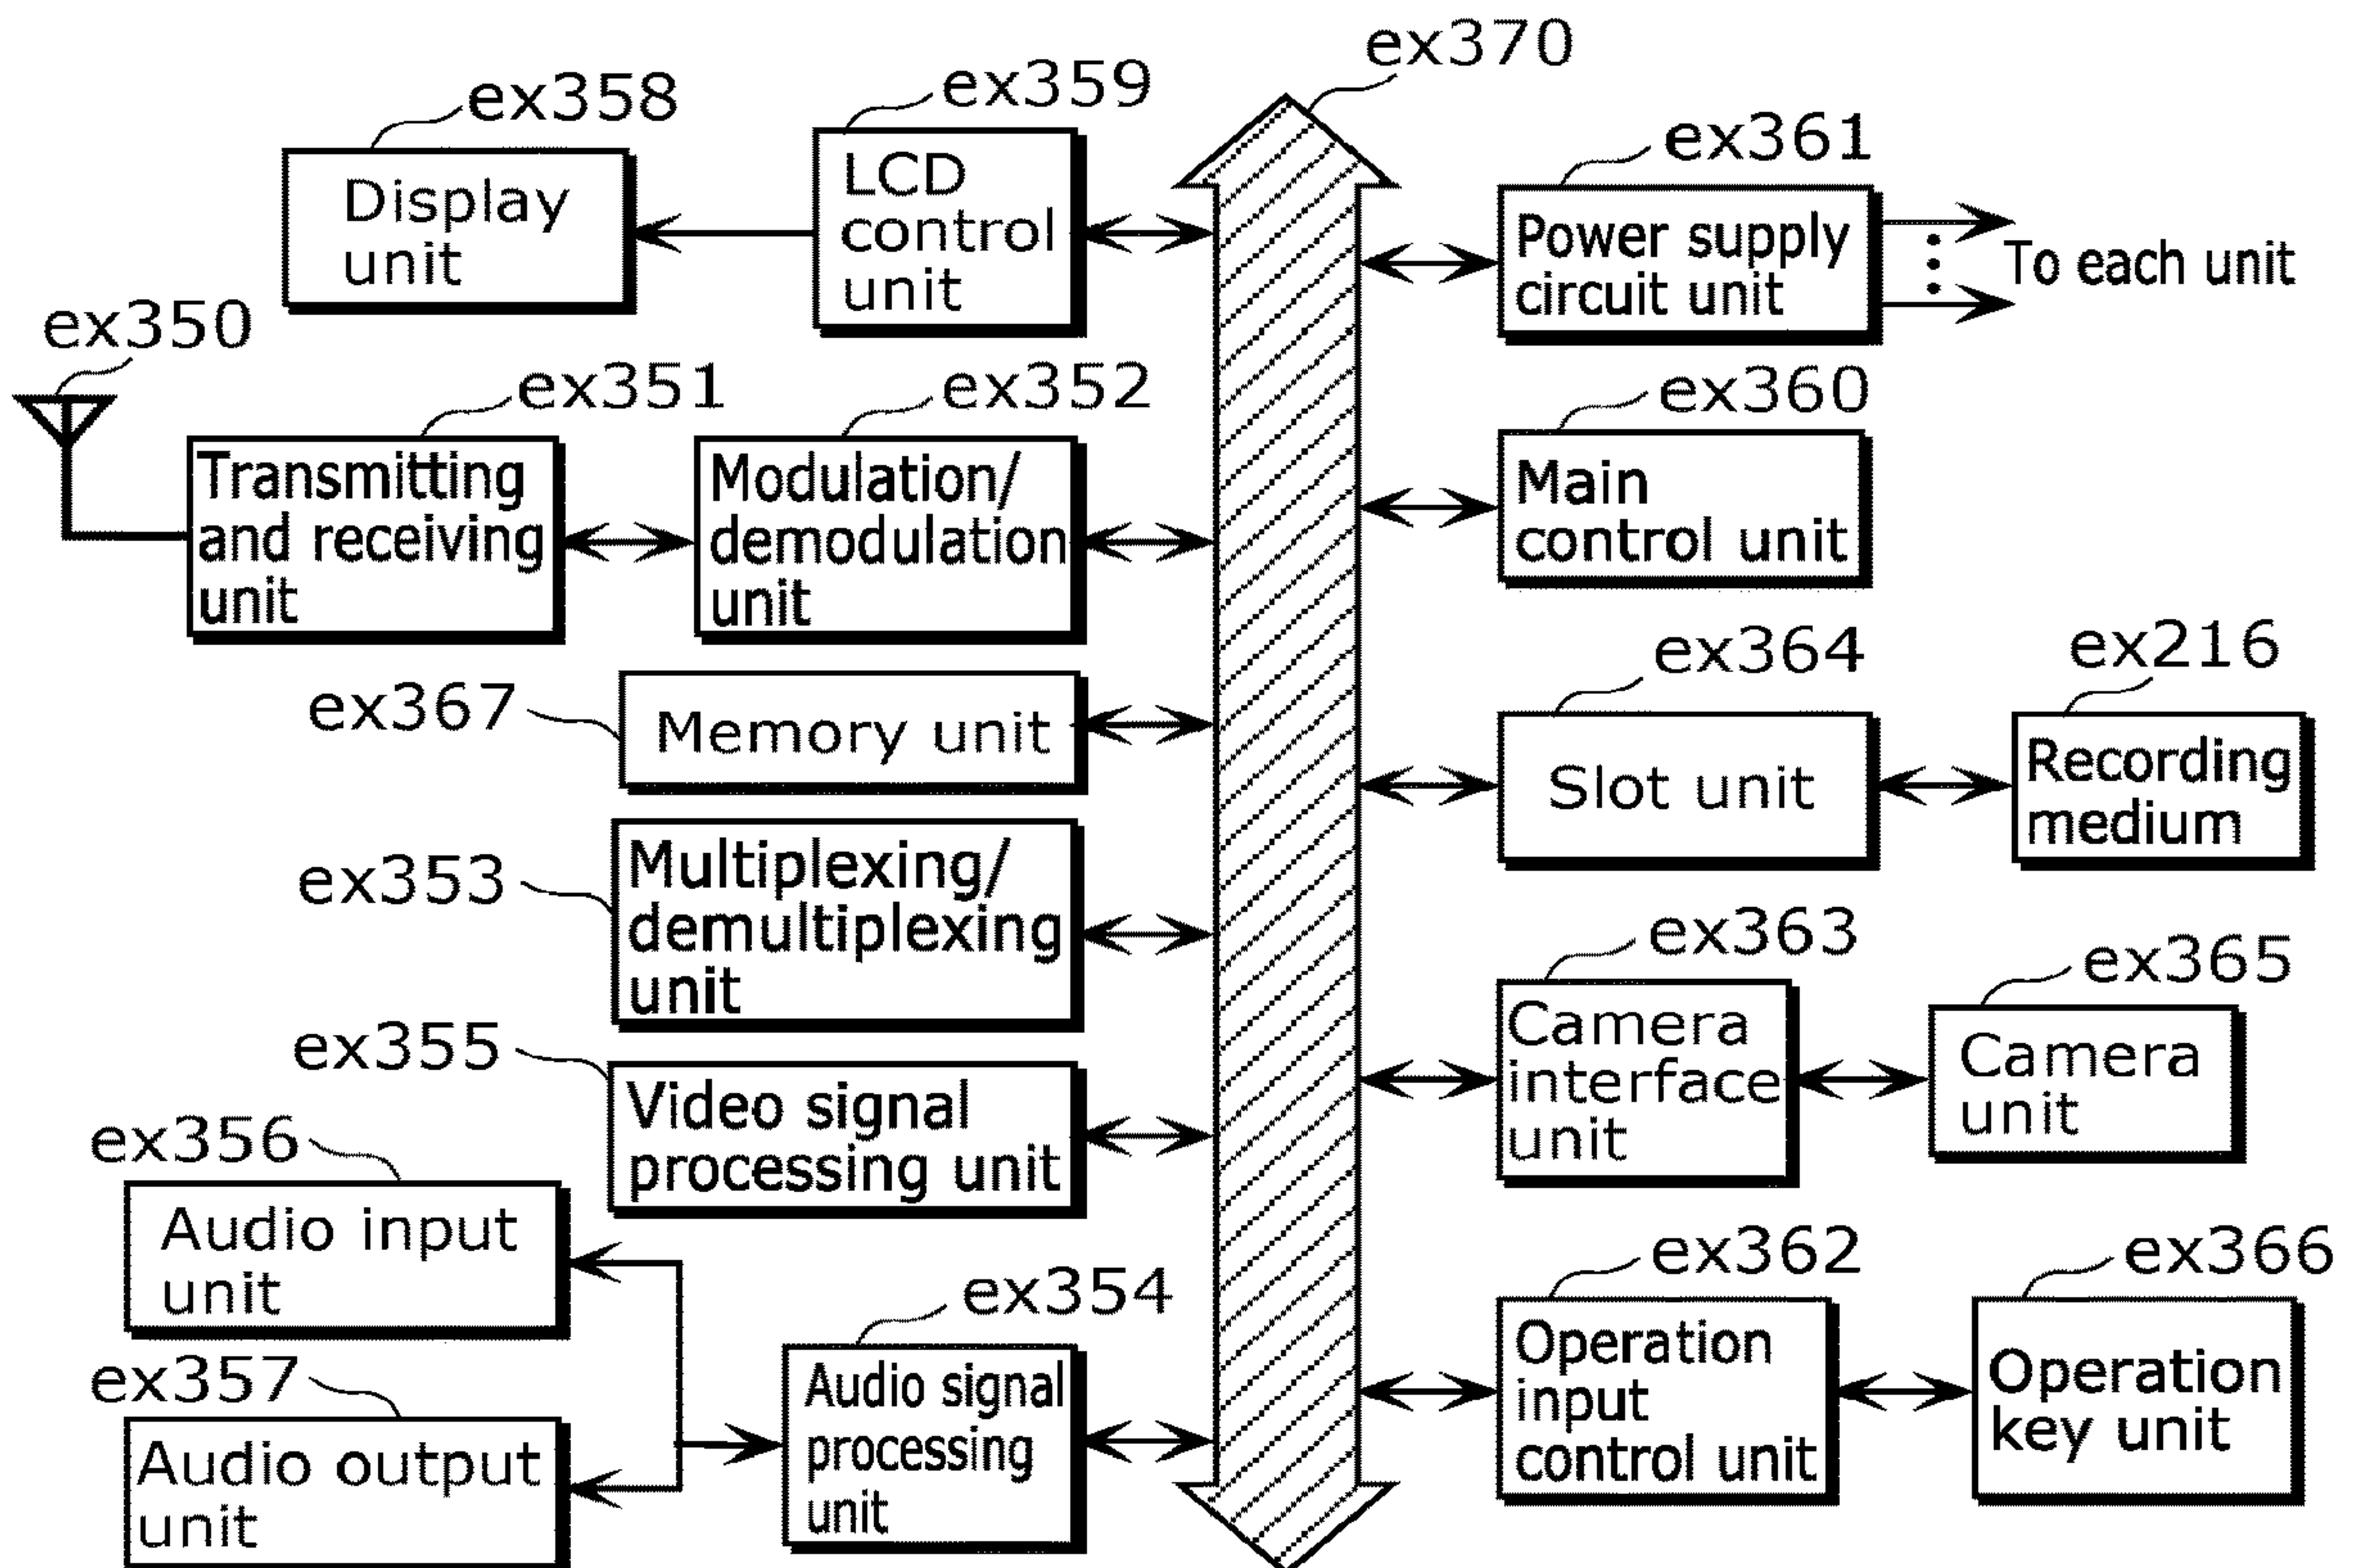 ex370
ex358
ex359
ex361
Display
unit
LCD
control
unit
Power supply
circuit unit
To each unit
ex350
ex351
ex352
ex360
Transmitting
and receiving
unit
Modulation/
demodulation
unit
Main
control unit
ex367
Memory unit
ex364
ex216
Slot unit
Recording
medium
ex353
Multiplexing/
demultiplexing
unit
ex363
ex365
Camera
interface
unit
Camera
unit
ex355
Video signal
processing unit
ex356
Audio input
unit
ex362
ex366
Operation
input
control unit
Operation
key unit
ex354
Audio signal
processing
unit
ex357
Audio output
unit